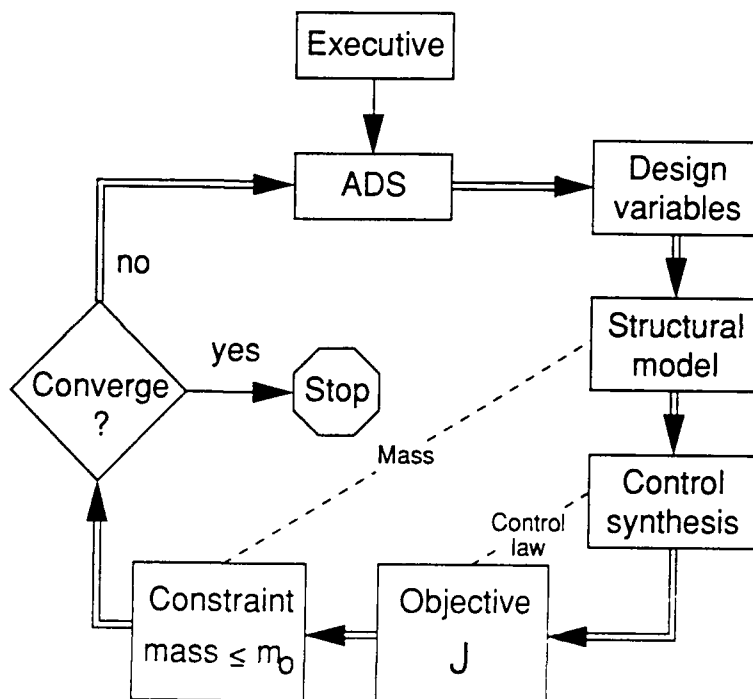 Executive
ADS
Design
variables
no
Structural
model
yes
Converge
?
Stop
Mass
Control
synthesis
Control
law
Constraint
mass ≤ m₀
Objective
J